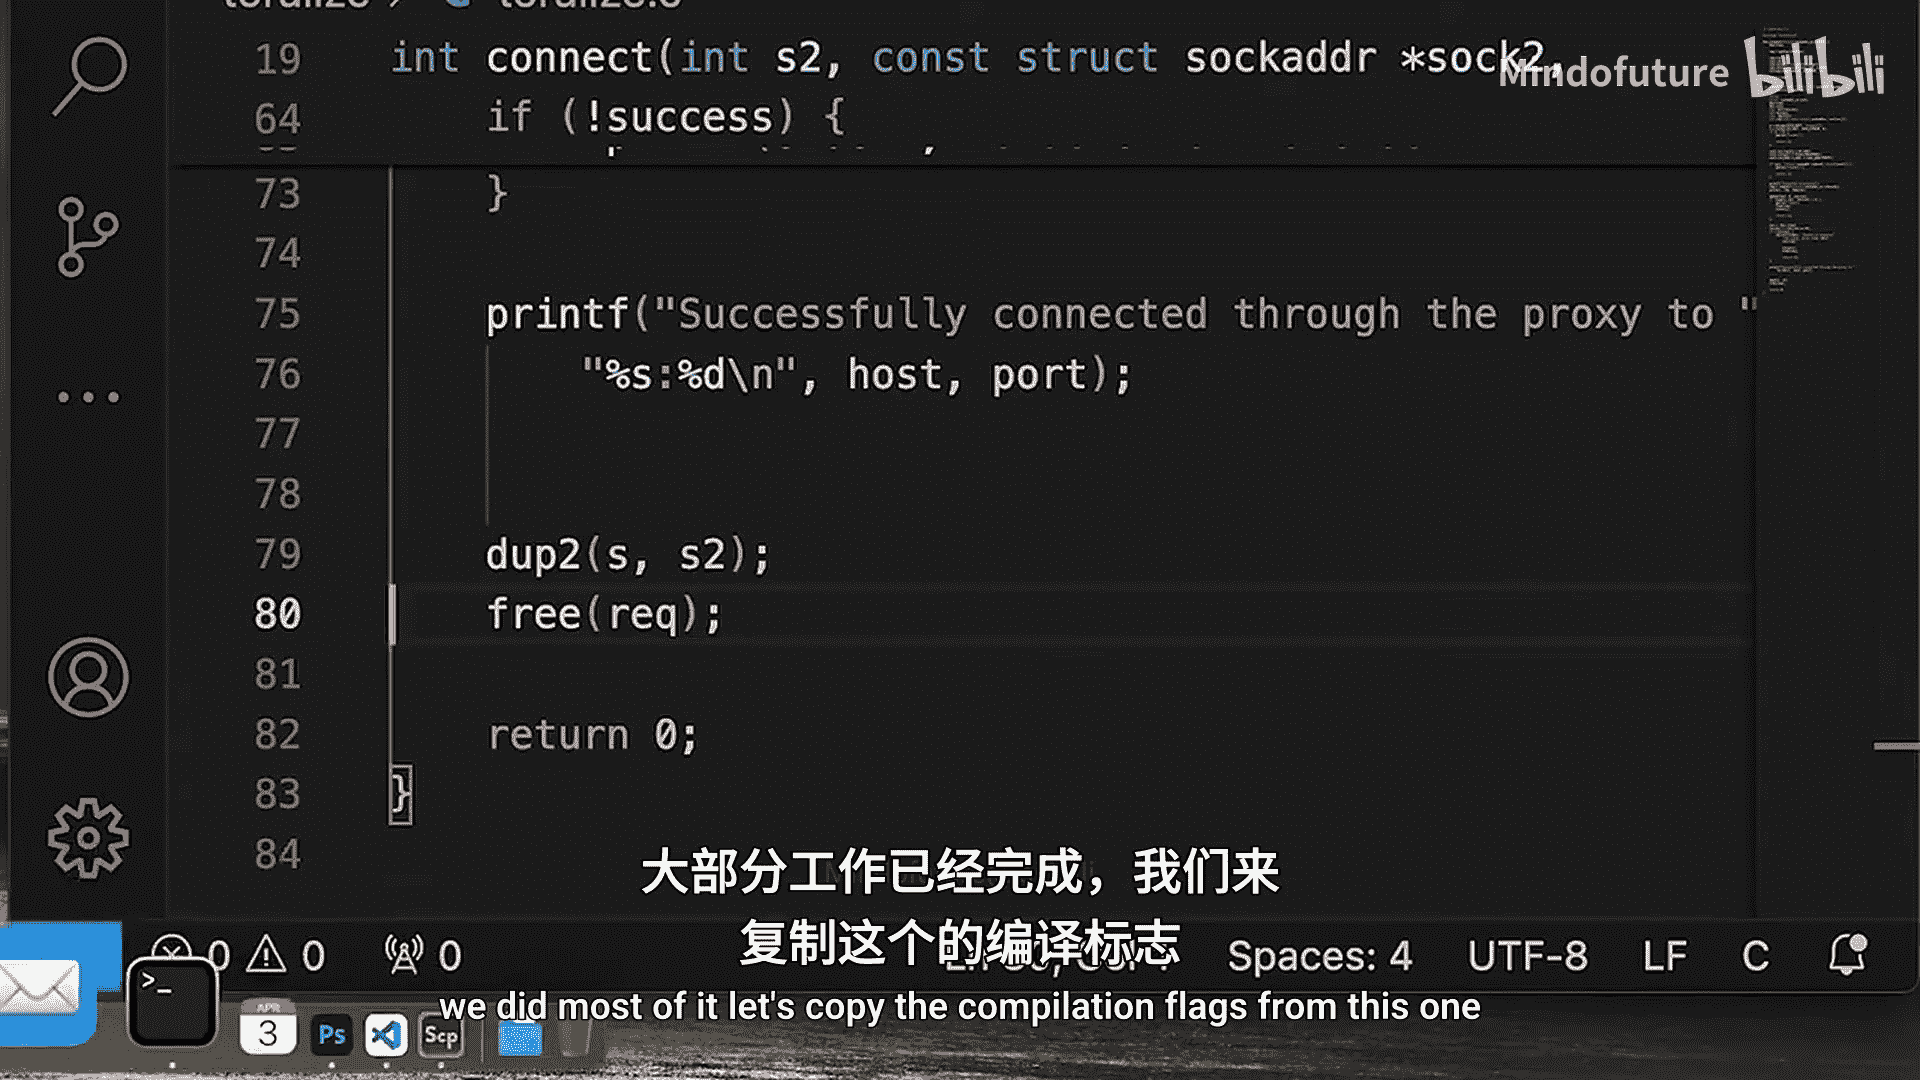 19 int connect(int s2, const struct sockaddr *sock2,
Mindofuture bilibili
64 if (!success) {
73 }
74
75 printf("Successfully connected through the proxy to "
76 "%s:%d\n", host, port);
77
78
79 dup2(s, s2);
80 free(req);
81
82 return 0;
83 }
84
大部分工作已经完成，我们来
复制这个的编译标志
0 0 0 Spaces: 4 UTF-8 LF C
we did most of it let's copy the compilation flags from this one
APR
3 Ps Scp